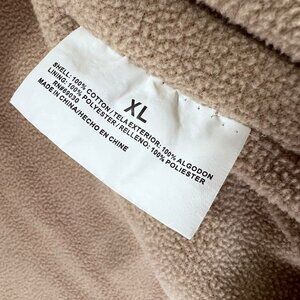 XL
SHELL: 100% COTTON / TELA EXTERIOR: 100% ALGODON
LINING: 100% POLYESTER / RELLENO: 100% POLIESTER
MADE IN CHINA/HECHO EN CHINE